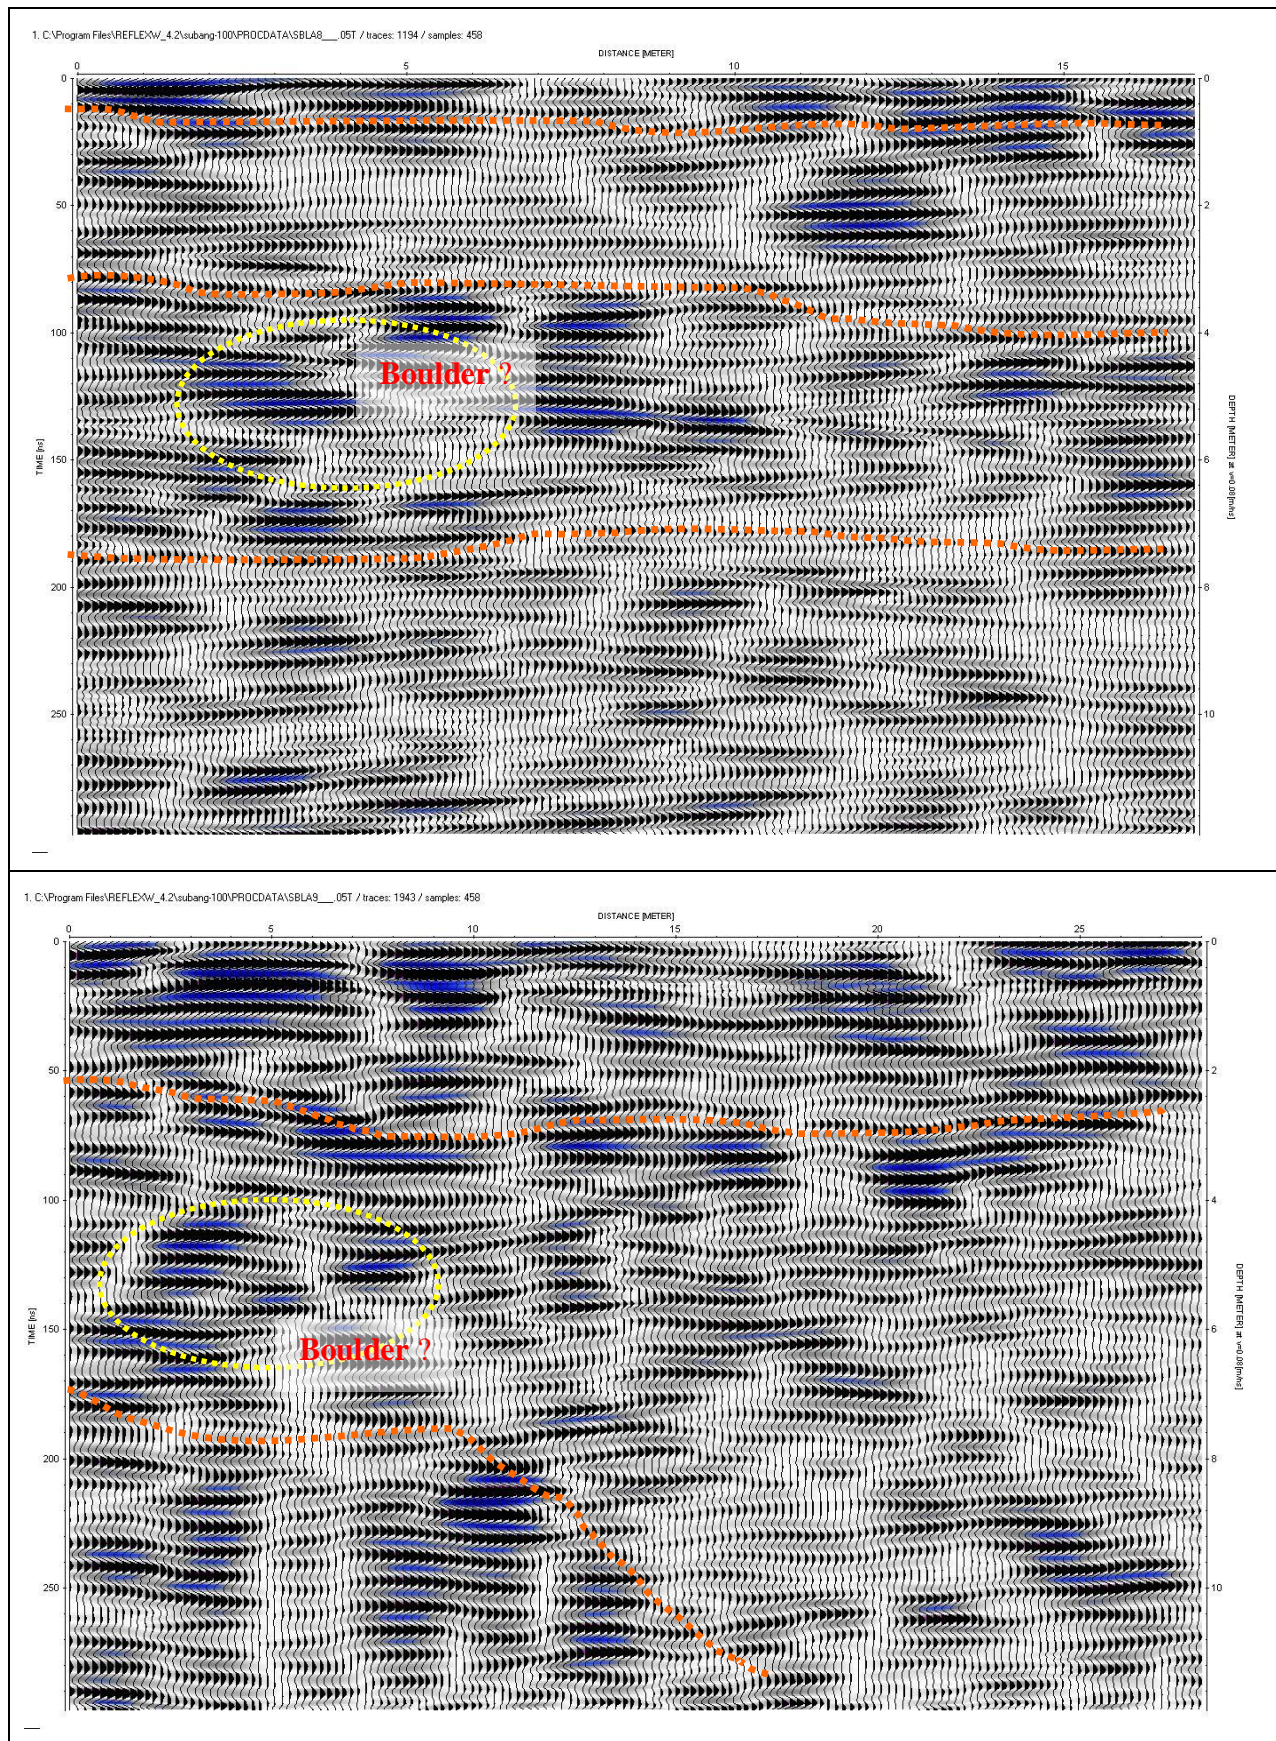 1. C:\Program Files\REFLEXW_4.2\subang-100\PROCDATA\SBLA8___.05T / traces: 1194 / samples: 458
DISTANCE [METER]
0 5 10 15
0 0
50 2
100 4
Boulder ?
TIME [ns]
DEPTH [METER] at v=0.08[m/ns]
150 6
200 8
250 10
1. C:\Program Files\REFLEXW_4.2\subang-100\PROCDATA\SBLA9___.05T / traces: 1943 / samples: 458
DISTANCE [METER]
0 5 10 15 20 25
0 0
50 2
100 4
TIME [ns]
DEPTH [METER] at v=0.08[m/ns]
150 6
Boulder ?
200 8
250 10